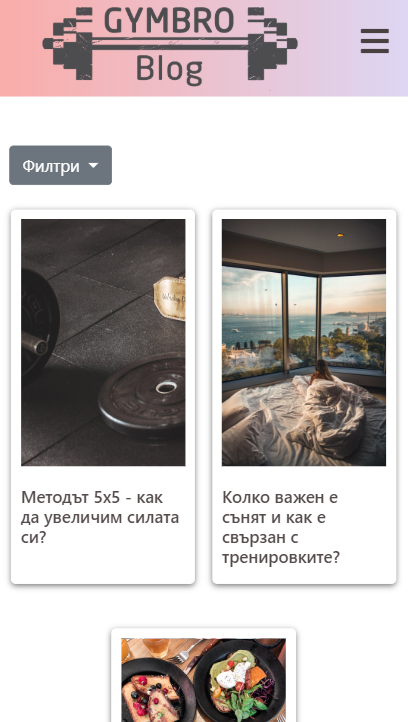 GYMBRO
Blog
Филтри
Методът 5x5 - как
да увеличим силата
си?
Колко важен е
сънят и как е
свързан с
тренировките?